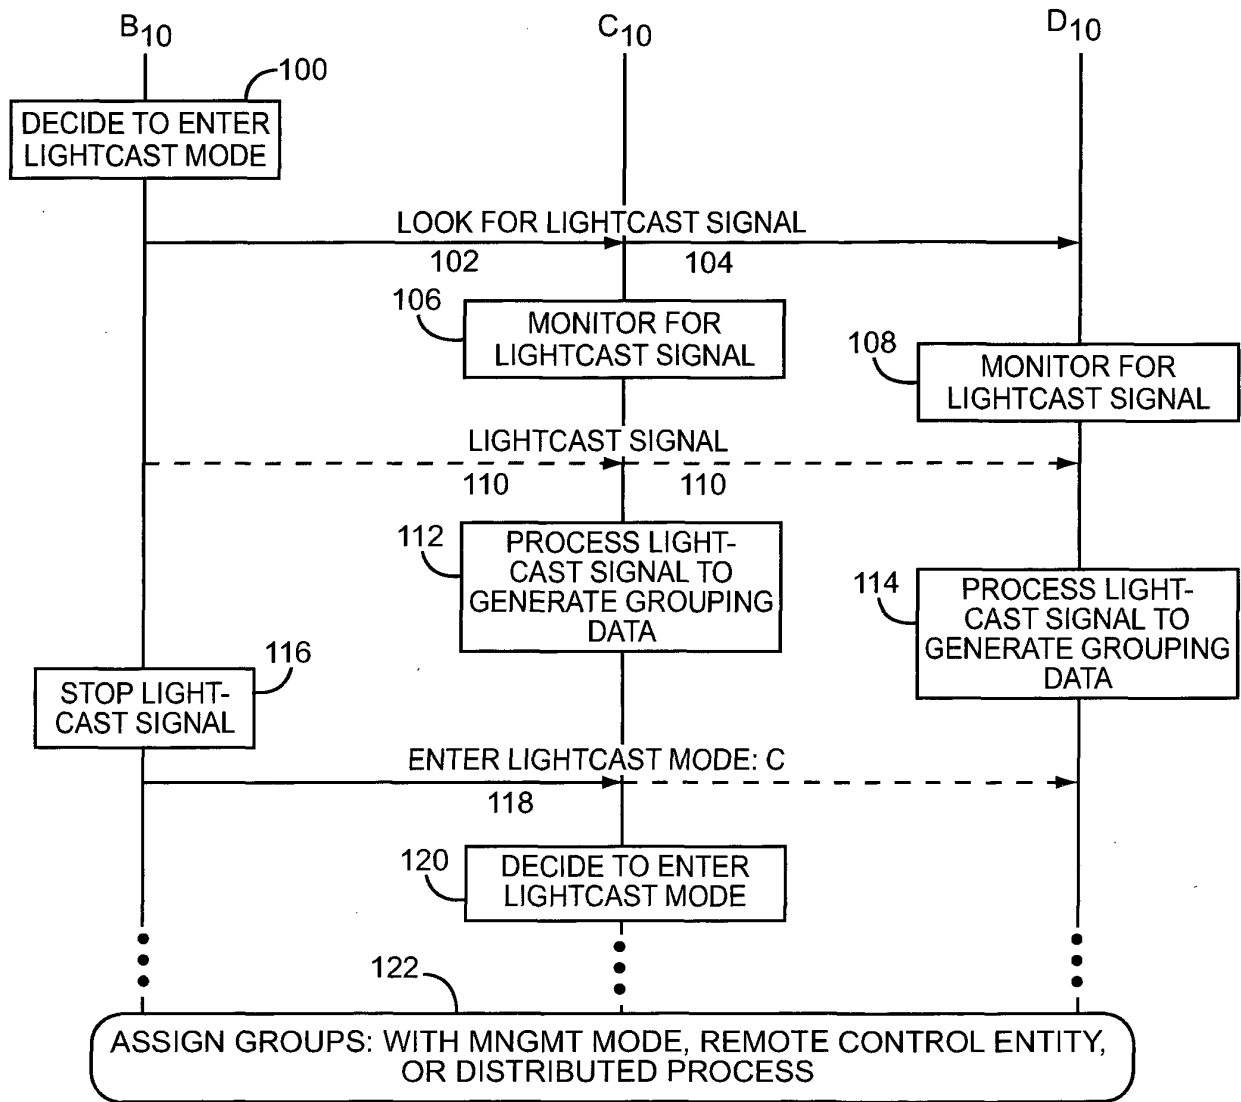 B10 C10 D10
100
DECIDE TO ENTER
LIGHTCAST MODE
LOOK FOR LIGHTCAST SIGNAL
102 104
106
MONITOR FOR
LIGHTCAST SIGNAL
108
MONITOR FOR
LIGHTCAST SIGNAL
LIGHTCAST SIGNAL
110 110
112
PROCESS LIGHT-
CAST SIGNAL TO
GENERATE GROUPING
DATA
114
PROCESS LIGHT-
CAST SIGNAL TO
GENERATE GROUPING
DATA
116
STOP LIGHT-
CAST SIGNAL
ENTER LIGHTCAST MODE: C
118
120
DECIDE TO ENTER
LIGHTCAST MODE
122
ASSIGN GROUPS: WITH MNGMT MODE, REMOTE CONTROL ENTITY,
OR DISTRIBUTED PROCESS